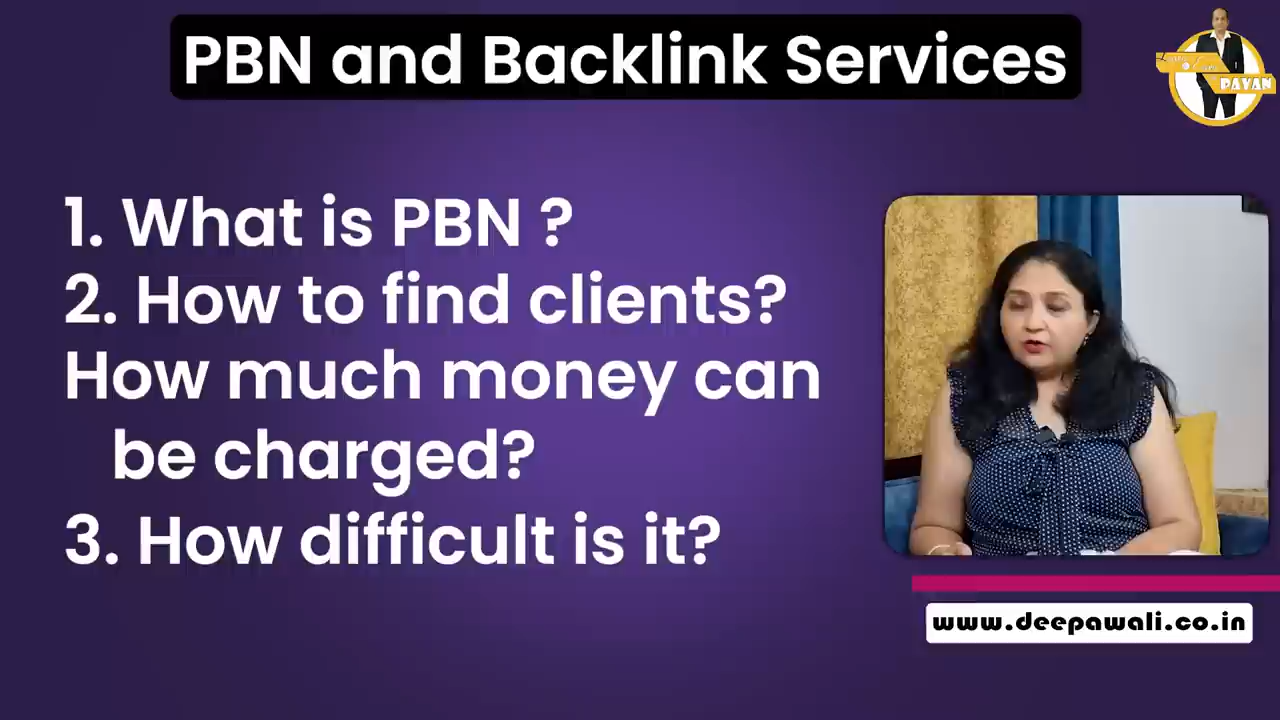 PBN and Backlink Services
PAVAN
1. What is PBN ?
2. How to find clients?
How much money can
be charged?
3. How difficult is it?
www.deepawali.co.in